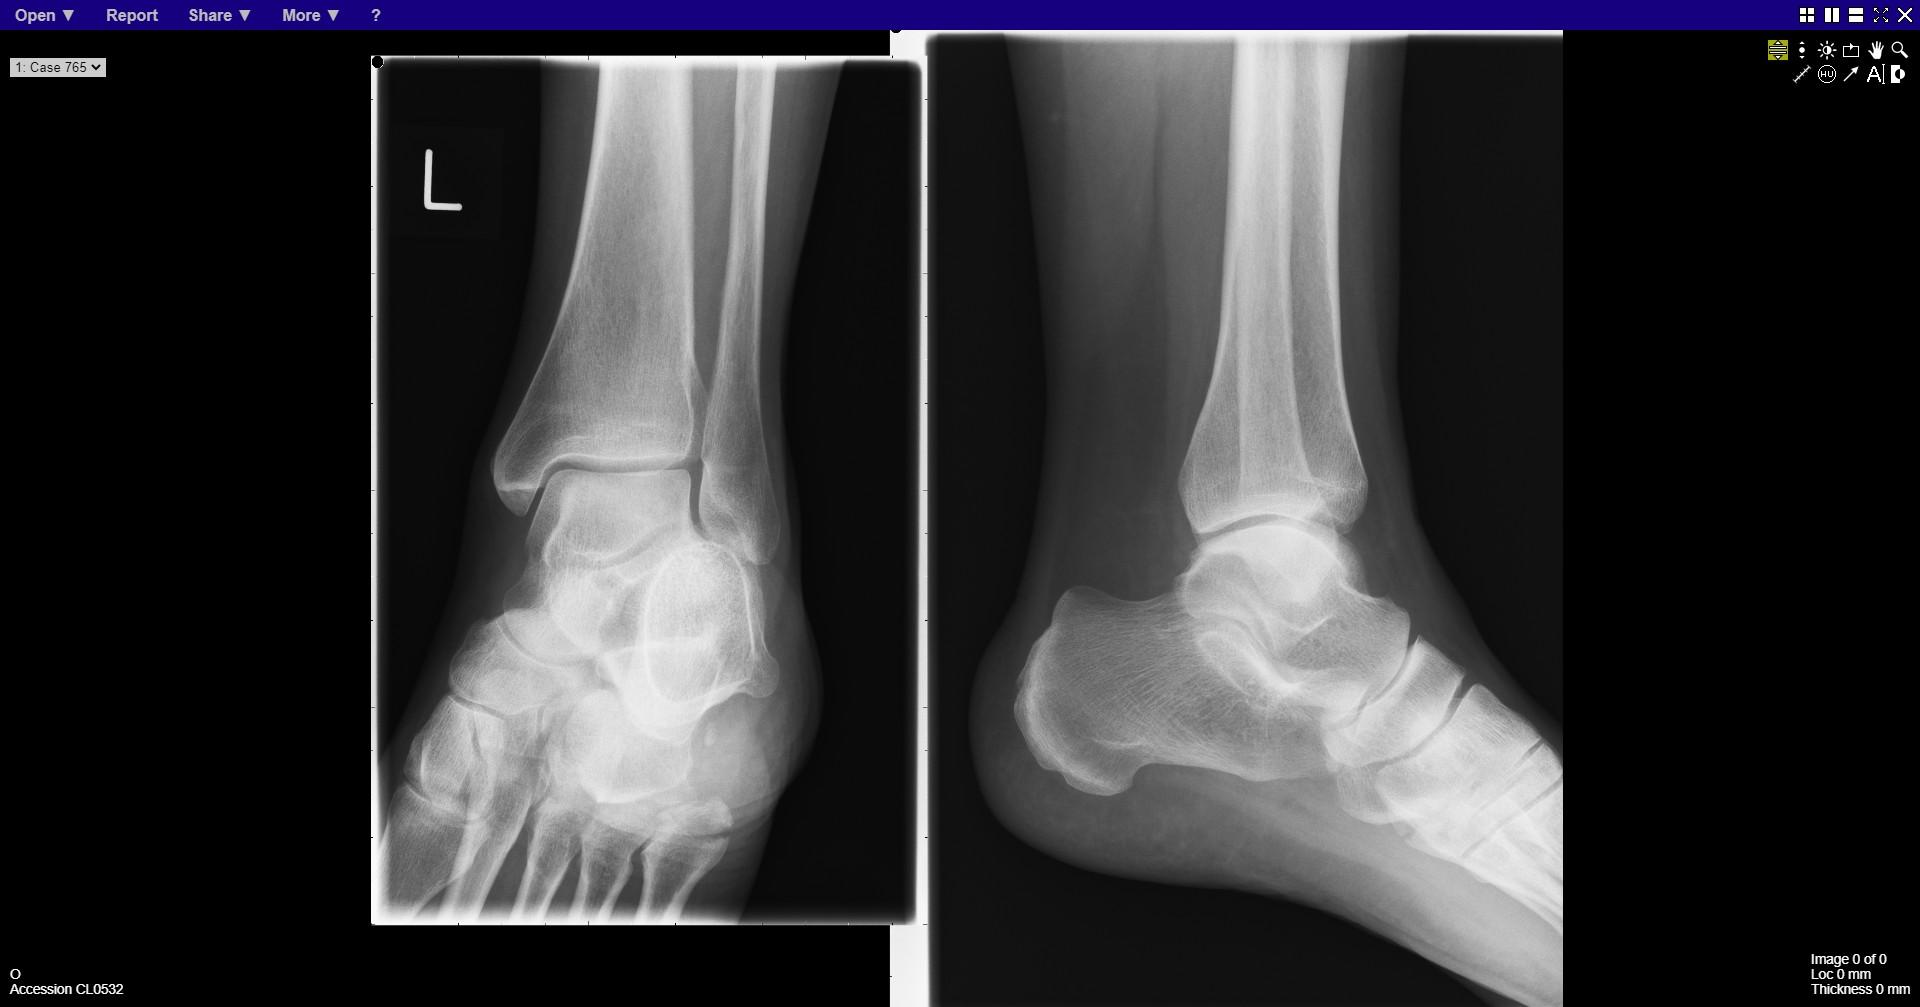 Open ▼ Report Share ▼ More ▼ ?
1: Case 765
HU
A
L
O
Accession CL0532
Image 0 of 0
Loc 0 mm
Thickness 0 mm